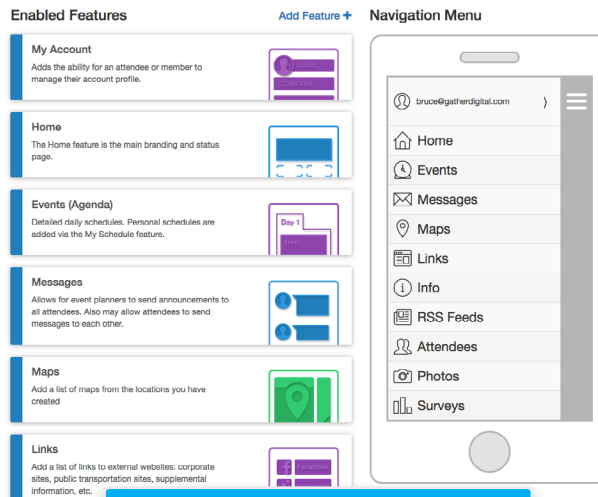 Enabled Features
Add Feature +
My Account
Adds the ability for an attendee or member to
manage their account profile.
NAME
COMPANY
Home
The Home feature is the main branding and status
page.
Events (Agenda)
Detailed daily schedules. Personal schedules are
added via the My Schedule feature.
Day 1
Messages
Allows for event planners to send announcements to
all attendees. Also may allow attendees to send
messages to each other.
Maps
Add a list of maps from the locations you have
created
Links
Add a list of links to external websites: corporate
sites, public transportation sites, supplemental
information, etc.
Facebook
Navigation Menu
bruce@gatherdigital.com
Home
Events
Messages
Maps
Links
Info
RSS Feeds
Attendees
Photos
Surveys